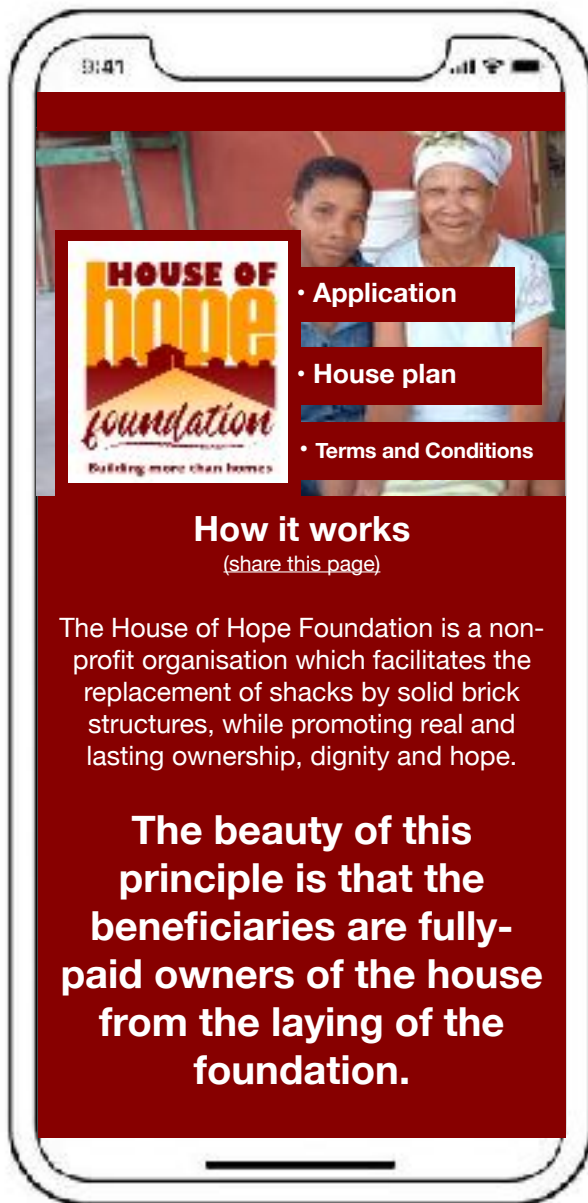 9:41
HOUSE OF
hope
foundation
Building more than homes
• Application
• House plan
• Terms and Conditions
How it works
(share this page)
The House of Hope Foundation is a non-
profit organisation which facilitates the
replacement of shacks by solid brick
structures, while promoting real and
lasting ownership, dignity and hope.
The beauty of this
principle is that the
beneficiaries are fully-
paid owners of the house
from the laying of the
foundation.